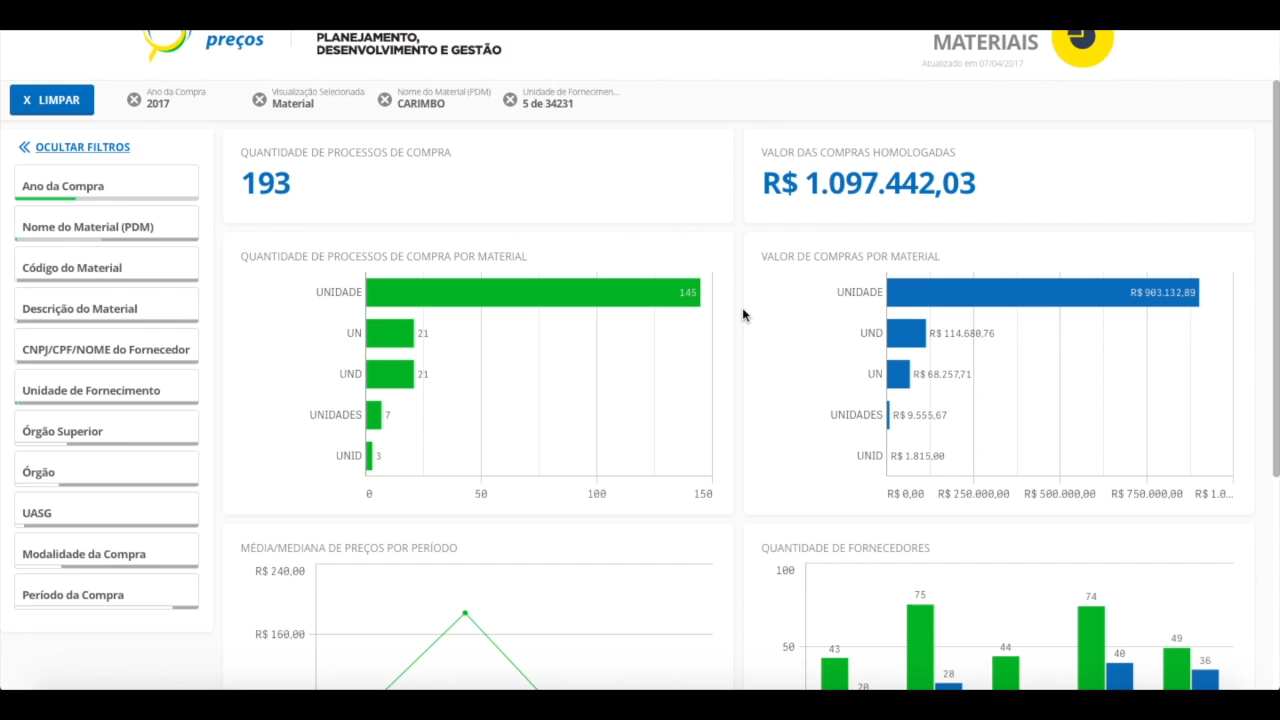 preços
PLANEJAMENTO,
DESENVOLVIMENTO E GESTÃO
MATERIAIS
Atualizado em 07/04/2017
X LIMPAR
Ano da Compra
2017
Visualização Selecionada
Material
Nome do Material (PDM)
CARIMBO
Unidade de Fornecimen...
5 de 34231
OCULTAR FILTROS
Ano da Compra
Nome do Material (PDM)
Código do Material
Descrição do Material
CNPJ/CPF/NOME do Fornecedor
Unidade de Fornecimento
Órgão Superior
Órgão
UASG
Modalidade da Compra
Período da Compra
QUANTIDADE DE PROCESSOS DE COMPRA
193
VALOR DAS COMPRAS HOMOLOGADAS
R$ 1.097.442,03
QUANTIDADE DE PROCESSOS DE COMPRA POR MATERIAL
UNIDADE 145
UN 21
UND 21
UNIDADES 7
UNID 3
0 50 100 150
VALOR DE COMPRAS POR MATERIAL
UNIDADE R$ 903.132,89
UND R$ 114.680,76
UN R$ 68.257,71
UNIDADES R$ 9.555,67
UNID R$ 1.815,00
R$ 0,00 R$ 250.000,00 R$ 500.000,00 R$ 750.000,00 R$ 1.0...
MÉDIA/MEDIANA DE PREÇOS POR PERÍODO
R$ 240,00
R$ 160,00
QUANTIDADE DE FORNECEDORES
100
75 74
50 43 44 49
28 40 36
20